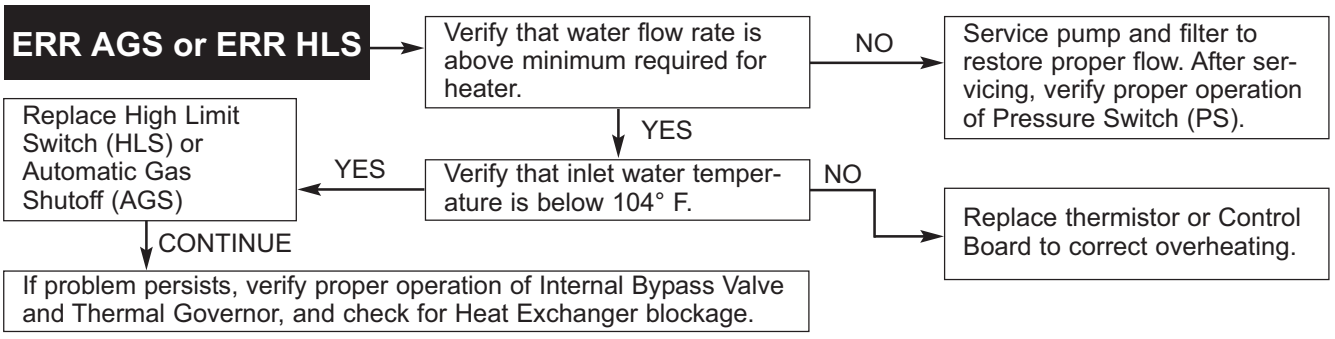 ERR AGS or ERR HLS
Verify that water flow rate is
above minimum required for
heater.
NO
Service pump and filter to
restore proper flow. After ser-
vicing, verify proper operation
of Pressure Switch (PS).
YES
Verify that inlet water temper-
ature is below 104° F.
NO
Replace thermistor or Control
Board to correct overheating.
YES
Replace High Limit
Switch (HLS) or
Automatic Gas
Shutoff (AGS)
CONTINUE
If problem persists, verify proper operation of Internal Bypass Valve
and Thermal Governor, and check for Heat Exchanger blockage.